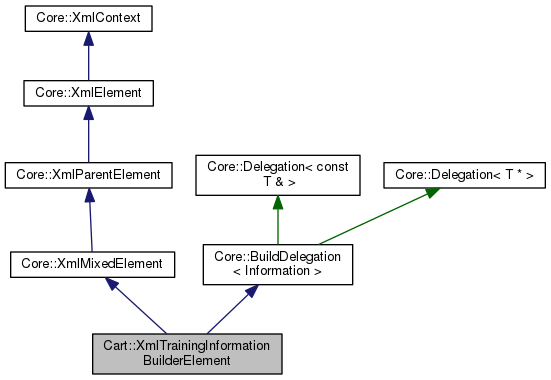 Core::XmlContext
Core::XmlElement
Core::XmlParentElement
Core::Delegation< const
T & >
Core::Delegation< T * >
Core::XmlMixedElement
Core::BuildDelegation
< Information >
Cart::XmlTrainingInformation
BuilderElement